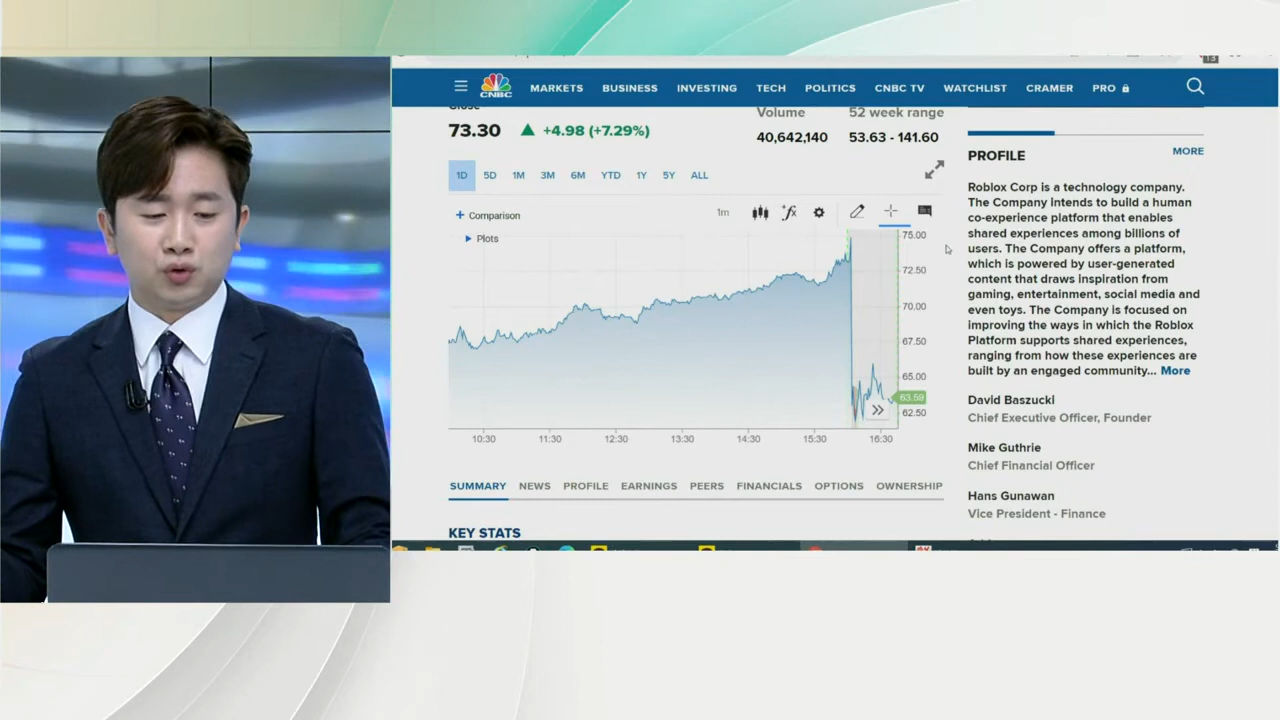 CNBC
MARKETS
BUSINESS
INVESTING
TECH
POLITICS
CNBC TV
WATCHLIST
CRAMER
PRO
Close
73.30
+4.98 (+7.29%)
Volume
40,642,140
52 week range
53.63 - 141.60
1D
5D
1M
3M
6M
YTD
1Y
5Y
ALL
+ Comparison
Plots
1m
75.00
72.50
70.00
67.50
65.00
63.59
62.50
10:30
11:30
12:30
13:30
14:30
15:30
16:30
SUMMARY
NEWS
PROFILE
EARNINGS
PEERS
FINANCIALS
OPTIONS
OWNERSHIP
KEY STATS
PROFILE
MORE
Roblox Corp is a technology company.
The Company intends to build a human
co-experience platform that enables
shared experiences among billions of
users. The Company offers a platform,
which is powered by user-generated
content that draws inspiration from
gaming, entertainment, social media and
even toys. The Company is focused on
improving the ways in which the Roblox
Platform supports shared experiences,
ranging from how these experiences are
built by an engaged community... More
David Baszucki
Chief Executive Officer, Founder
Mike Guthrie
Chief Financial Officer
Hans Gunawan
Vice President - Finance